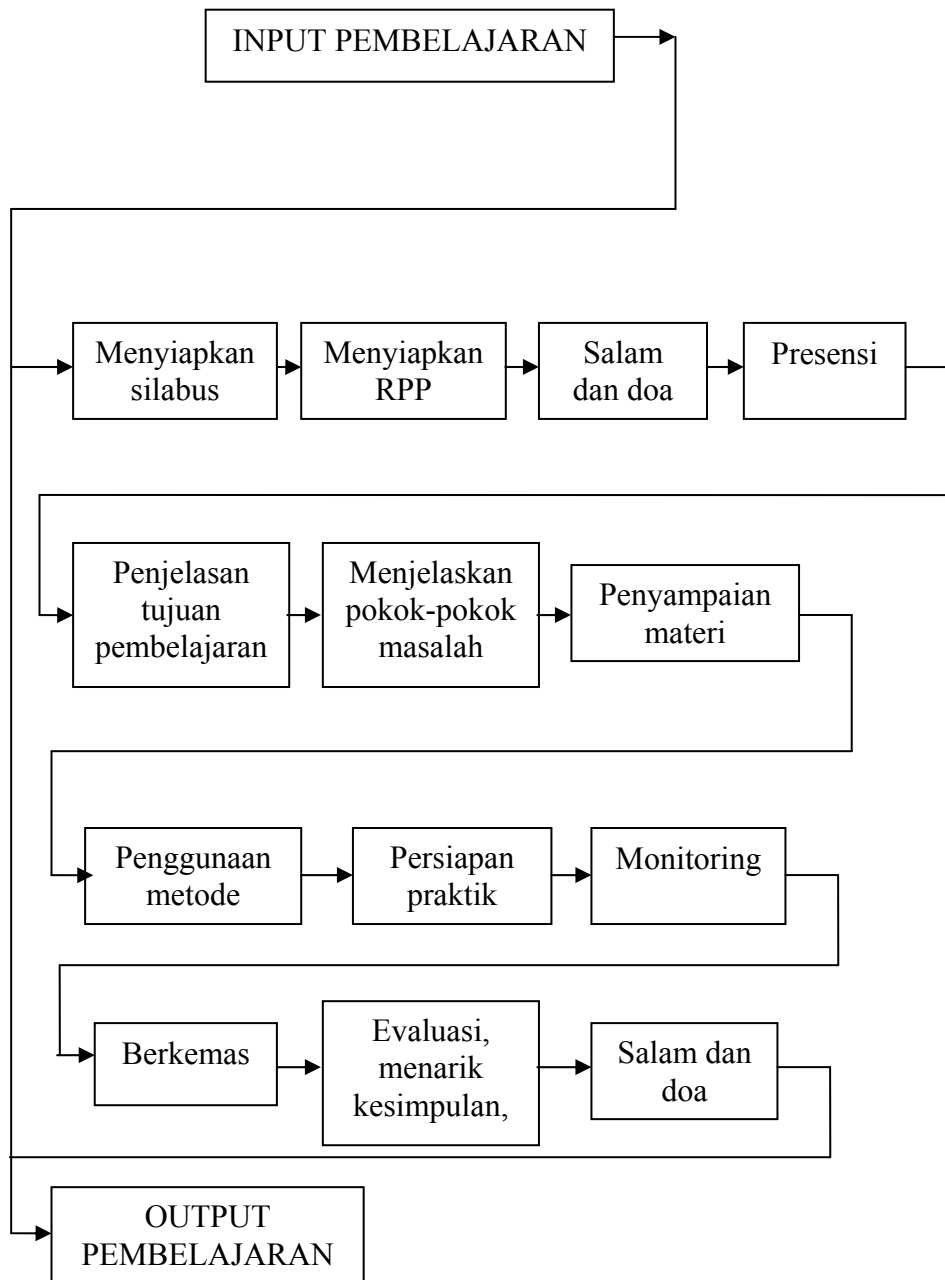 INPUT PEMBELAJARAN
Menyiapkan
silabus
Menyiapkan
RPP
Salam
dan doa
Presensi
Penjelasan
tujuan
pembelajaran
Menjelaskan
pokok-pokok
masalah
Penyampaian
materi
Penggunaan
metode
Persiapan
praktik
Monitoring
Berkemas
Evaluasi,
menarik
kesimpulan,
Salam dan
doa
OUTPUT
PEMBELAJARAN